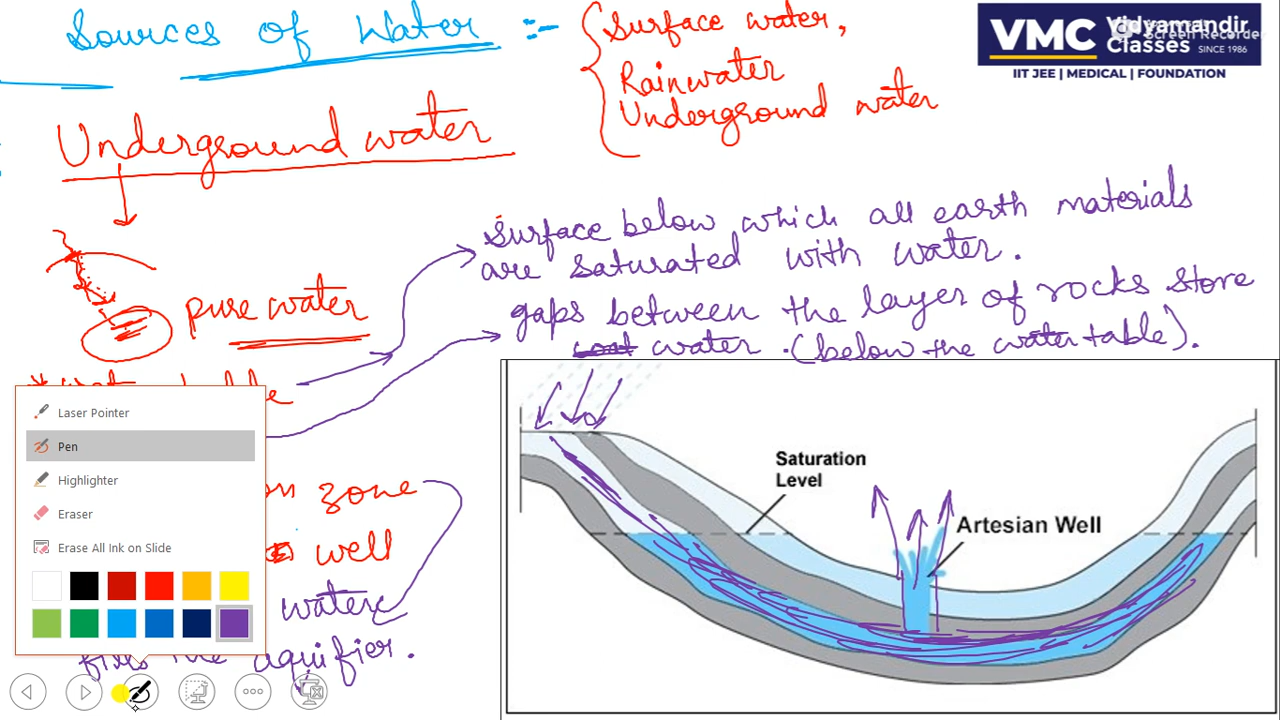 Sources of Water :-
Surface water,
Rainwater
Underground water
VMC Vidyamandir Classes SINCE 1986
IIT JEE | MEDICAL | FOUNDATION
Underground water
Surface below which all earth materials
are saturated with water.
pure water
gaps between the layer of rocks store
water. (below the water table).
Laser Pointer
Pen
Highlighter
Eraser
Erase All Ink on Slide
zone
well
water
the aquifier.
Saturation
Level
Artesian Well